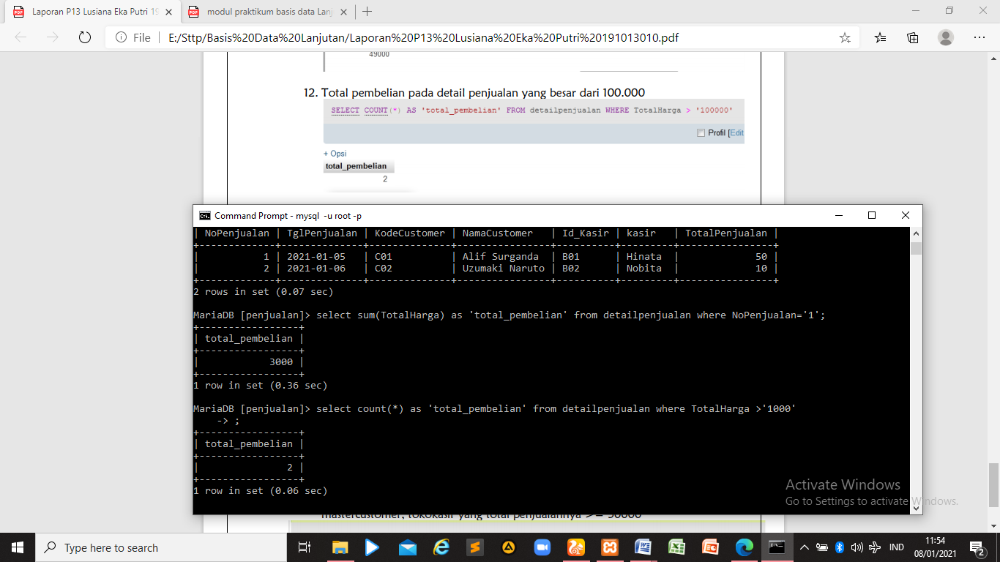 Laporan P13 Lusiana Eka Putri 19
modul praktikum basis data Lanj
File
E:/Sttp/Basis%20Data%20Lanjutan/Laporan%20P13%20Lusiana%20Eka%20Putri%20191013010.pdf
49000
12. Total pembelian pada detail penjualan yang besar dari 100.000
SELECT COUNT(*) AS 'total_pembelian' FROM detailpenjualan WHERE TotalHarga > '100000'
Profil [Edit
+ Opsi
total_pembelian
2
Command Prompt - mysql  -u root -p
| NoPenjualan | TglPenjualan | KodeCustomer | NamaCustomer   | Id_Kasir | kasir  | TotalPenjualan |
+-------------+--------------+--------------+----------------+----------+--------+----------------+
|           1 | 2021-01-05   | C01          | Alif Surganda  | B01      | Hinata |             50 |
|           2 | 2021-01-06   | C02          | Uzumaki Naruto | B02      | Nobita |             10 |
+-------------+--------------+--------------+----------------+----------+--------+----------------+
2 rows in set (0.07 sec)
MariaDB [penjualan]> select sum(TotalHarga) as 'total_pembelian' from detailpenjualan where NoPenjualan='1';
+-----------------+
| total_pembelian |
+-----------------+
|            3000 |
+-----------------+
1 row in set (0.36 sec)
MariaDB [penjualan]> select count(*) as 'total_pembelian' from detailpenjualan where TotalHarga >'1000'
    -> ;
+-----------------+
| total_pembelian |
+-----------------+
|               2 |
+-----------------+
1 row in set (0.06 sec)
Activate Windows
Go to Settings to activate Windows.
mastercustomer, tokokasir yang total penjualannya >= 50000
Type here to search
IND
11:54
08/01/2021
2